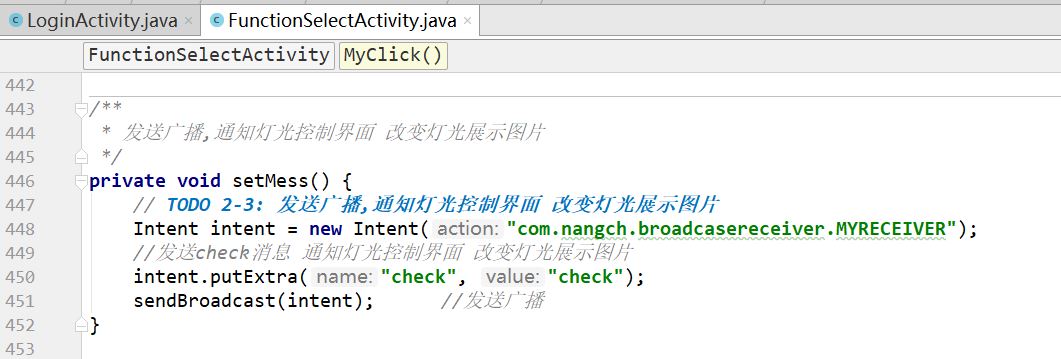 LoginActivity.java
FunctionSelectActivity.java
FunctionSelectActivity MyClick()
442
443 /**
444 * 发送广播,通知灯光控制界面 改变灯光展示图片
445 */
446 private void setMess() {
447 // TODO 2-3: 发送广播,通知灯光控制界面 改变灯光展示图片
448 Intent intent = new Intent( action: "com.nangch.broadcasereceiver.MYRECEIVER");
449 //发送check消息 通知灯光控制界面 改变灯光展示图片
450 intent.putExtra( name: "check", value: "check");
451 sendBroadcast(intent); //发送广播
452 }
453